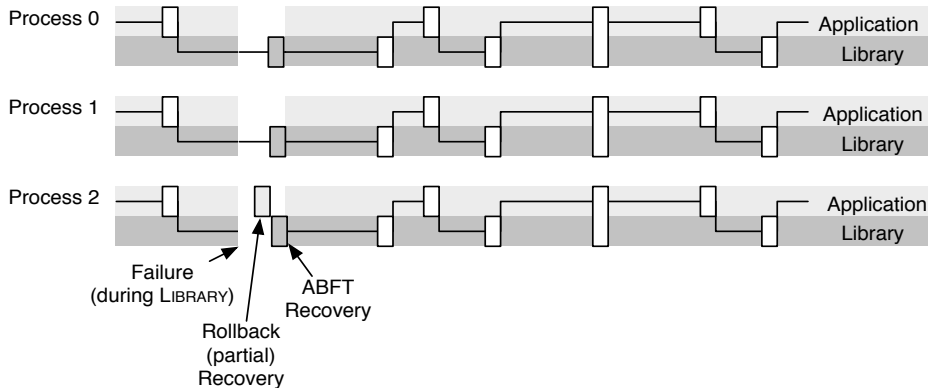 Process 0
Application
Library
Process 1
Application
Library
Process 2
Application
Library
Failure
(during LIBRARY)
ABFT
Recovery
Rollback
(partial)
Recovery